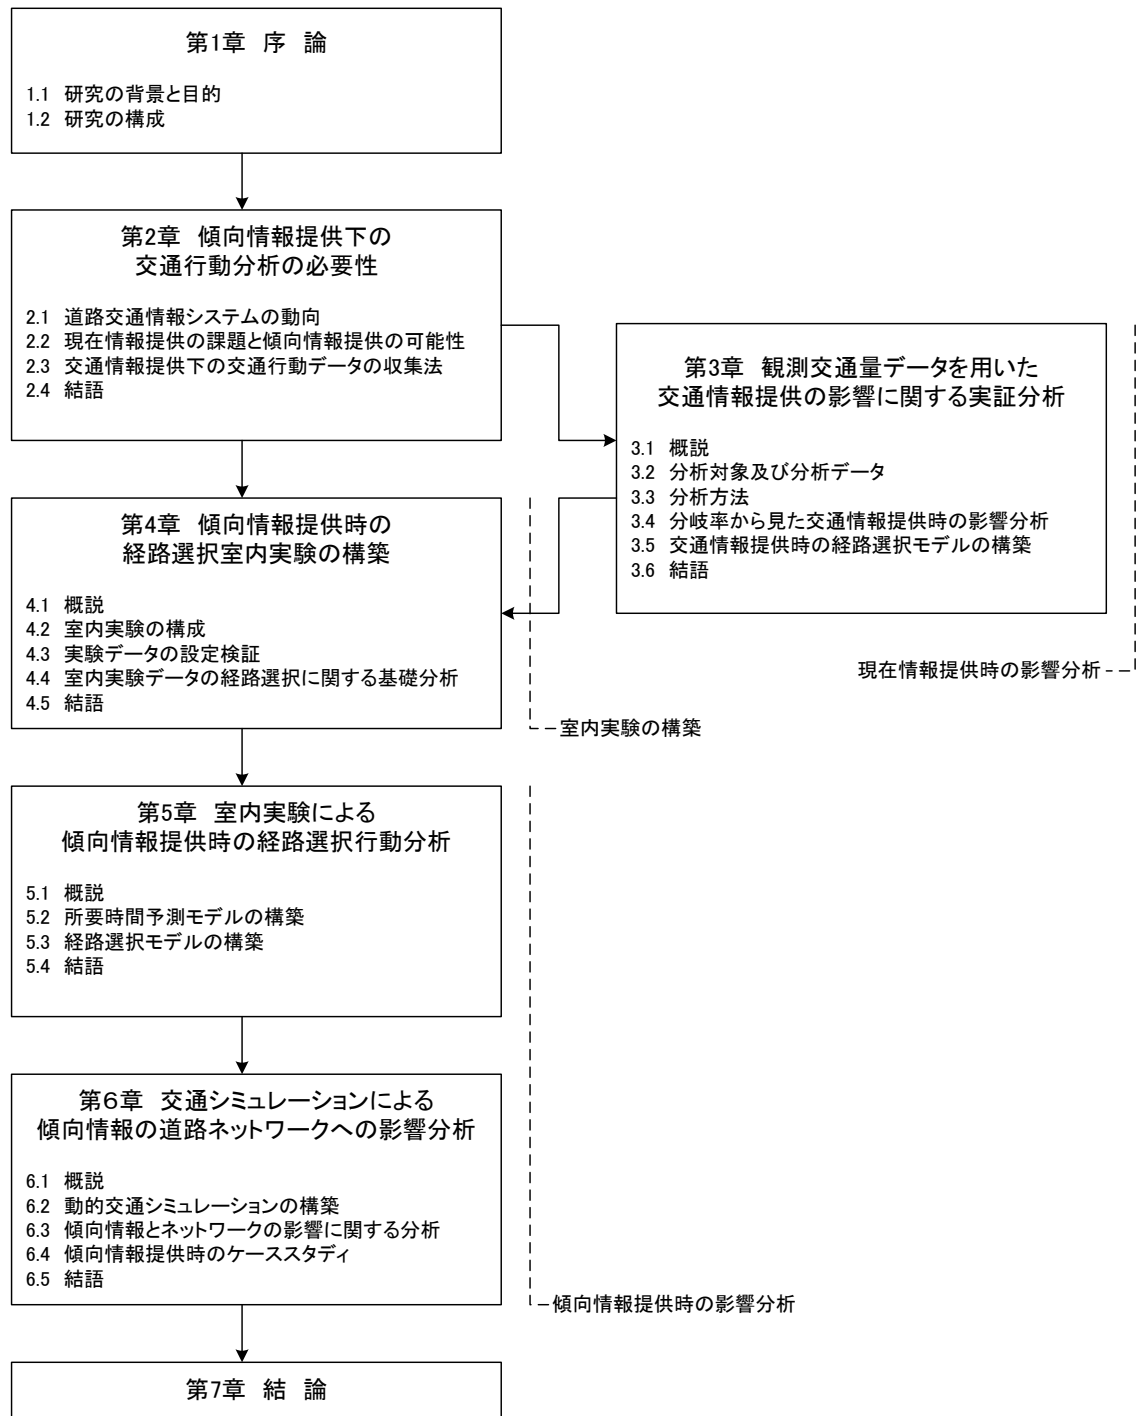 第1章 序 論
1.1 研究の背景と目的
1.2 研究の構成
第2章 傾向情報提供下の
交通行動分析の必要性
2.1 道路交通情報システムの動向
2.2 現在情報提供の課題と傾向情報提供の可能性
2.3 交通情報提供下の交通行動データの収集法
2.4 結語
第3章 観測交通量データを用いた
交通情報提供の影響に関する実証分析
3.1 概説
3.2 分析対象及び分析データ
3.3 分析方法
3.4 分岐率から見た交通情報提供時の影響分析
3.5 交通情報提供時の経路選択モデルの構築
3.6 結語
現在情報提供時の影響分析
第4章 傾向情報提供時の
経路選択室内実験の構築
4.1 概説
4.2 室内実験の構成
4.3 実験データの設定検証
4.4 室内実験データの経路選択に関する基礎分析
4.5 結語
室内実験の構築
第5章 室内実験による
傾向情報提供時の経路選択行動分析
5.1 概説
5.2 所要時間予測モデルの構築
5.3 経路選択モデルの構築
5.4 結語
第6章 交通シミュレーションによる
傾向情報の道路ネットワークへの影響分析
6.1 概説
6.2 動的交通シミュレーションの構築
6.3 傾向情報とネットワークの影響に関する分析
6.4 傾向情報提供時のケーススタディ
6.5 結語
傾向情報提供時の影響分析
第7章 結 論